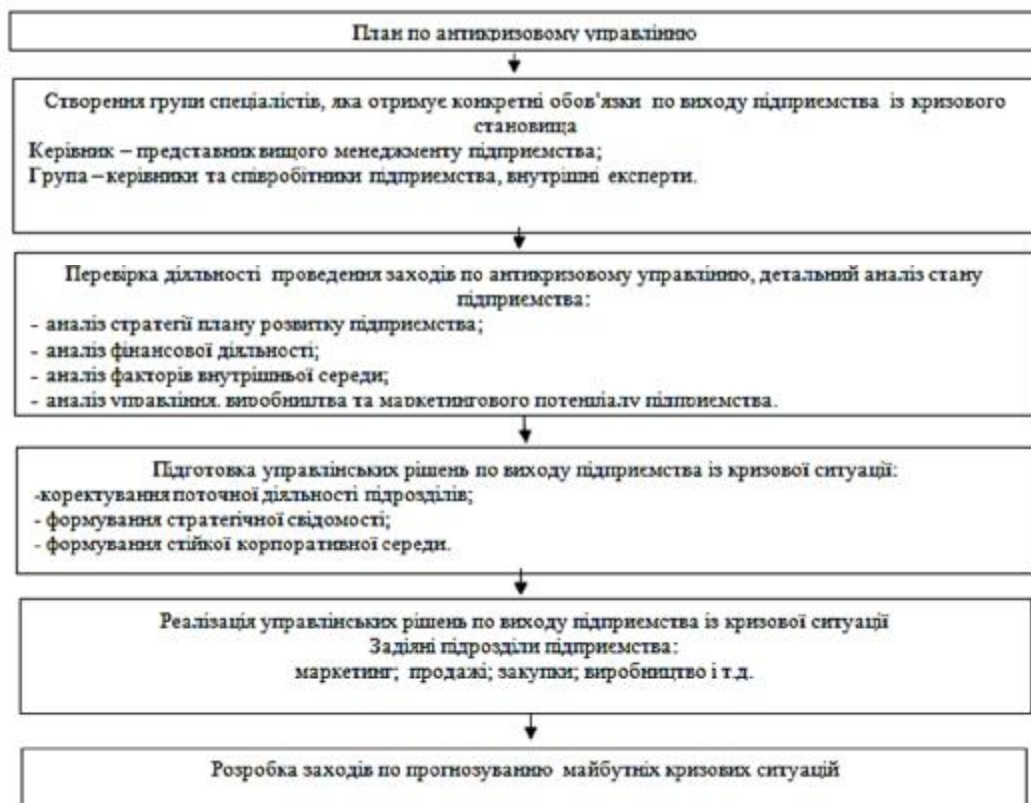 План по антикризовому управлінню
Створення групи спеціалістів, яка отримує конкретні обов'язки по виходу підприємства із кризового
становища
Керівник – представник вищого менеджменту підприємства;
Група – керівники та співробітники підприємства, внутрішні експерти.
Перевірка діяльності проведення заходів по антикризовому управлінню, детальний аналіз стану
підприємства:
- аналіз стратегії плану розвитку підприємства;
- аналіз фінансової діяльності;
- аналіз факторів внутрішньої середи;
- аналіз управління, виробництва та маркетингового потенціалу підприємства.
Підготовка управлінських рішень по виходу підприємства із кризової ситуації:
-коректування поточної діяльності підрозділів;
- формування стратегічної свідомості;
- формування стійкої корпоративної середи.
Реалізація управлінських рішень по виходу підприємства із кризової ситуації
Задіяні підрозділи підприємства:
маркетинг; продажі; закупки; виробництво і т.д.
Розробка заходів по прогнозуванню майбутніх кризових ситуацій